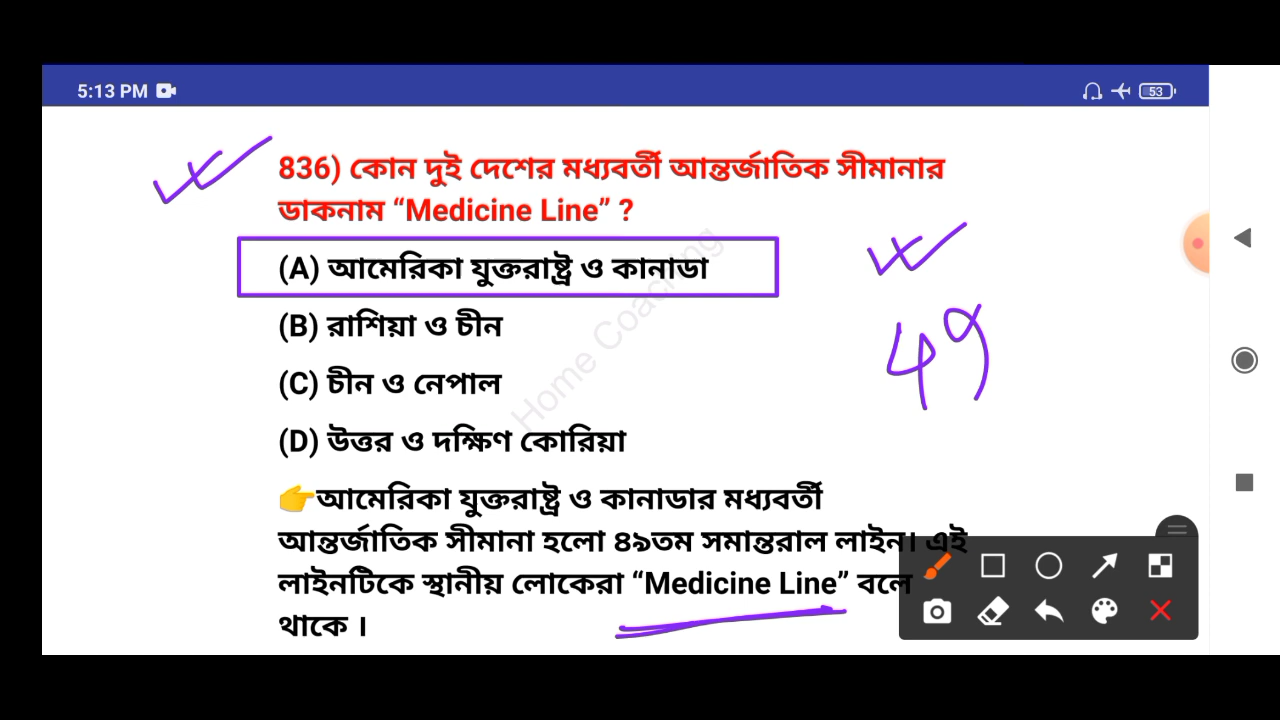 5:13 PM
53
836) কোন দুই দেশের মধ্যবর্তী আন্তর্জাতিক সীমানার
ডাকনাম “Medicine Line” ?
(A) আমেরিকা যুক্তরাষ্ট্র ও কানাডা
(B) রাশিয়া ও চীন
49
(C) চীন ও নেপাল
(D) উত্তর ও দক্ষিণ কোরিয়া
Home Coaching
👉আমেরিকা যুক্তরাষ্ট্র ও কানাডার মধ্যবর্তী
আন্তর্জাতিক সীমানা হলো ৪৯তম সমান্তরাল লাইন। এই
লাইনটিকে স্থানীয় লোকেরা “Medicine Line” বলে
থাকে ।